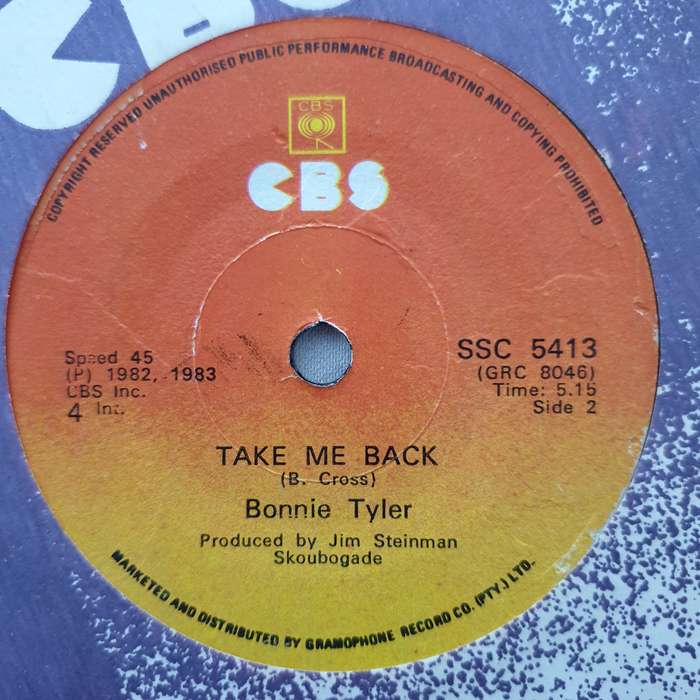 CBS
COPYRIGHT RESERVED UNAUTHORISED PUBLIC PERFORMANCE BROADCASTING AND COPYING PROHIBITED
CBS
CBS
Speed 45
(P) 1982, 1983
CBS Inc.
4 Int.
SSC 5413
(GRC 8046)
Time: 5.15
Side 2
TAKE ME BACK
(B. Cross)
Bonnie Tyler
Produced by Jim Steinman
Skoubogade
MARKETED AND DISTRIBUTED BY GRAMOPHONE RECORD CO. (PTY.) LTD.